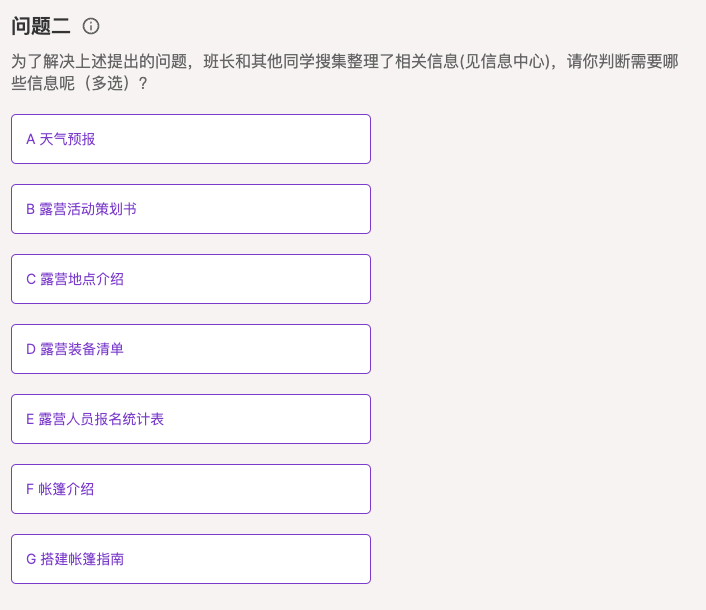 问题二
为了解决上述提出的问题，班长和其他同学搜集整理了相关信息(见信息中心)，请你判断需要哪
些信息呢（多选）?
A 天气预报
B 露营活动策划书
C 露营地点介绍
D 露营装备清单
E 露营人员报名统计表
F 帐篷介绍
G 搭建帐篷指南